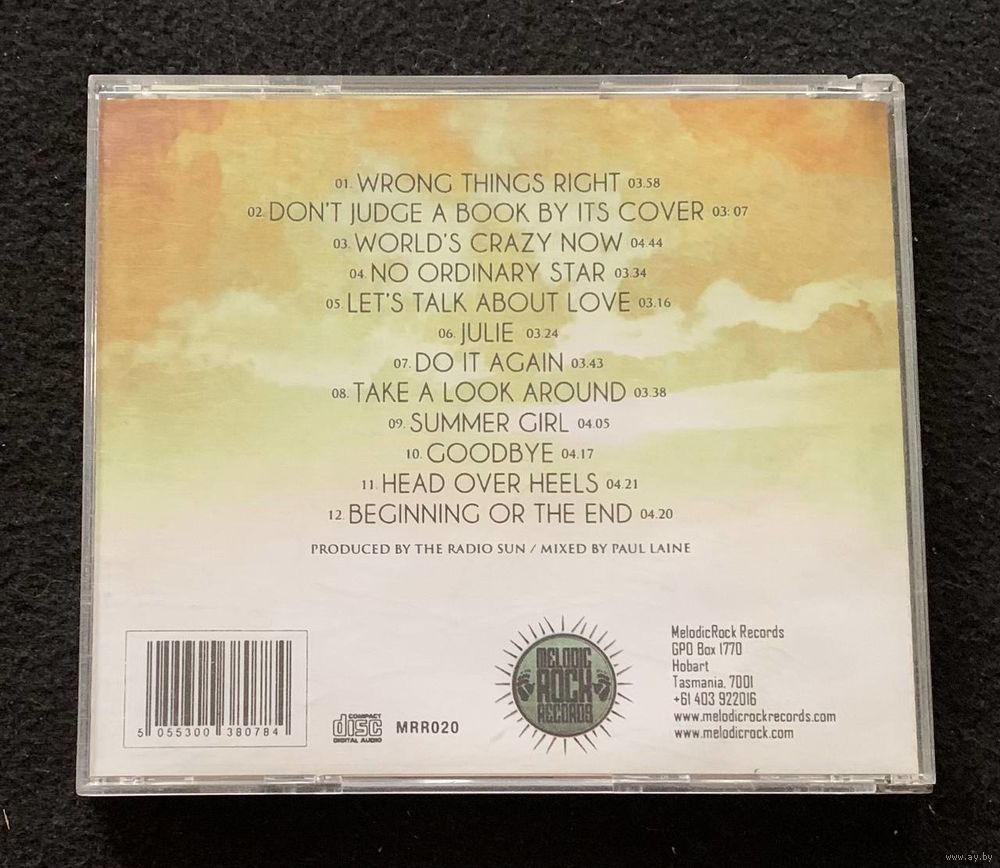 01. WRONG THINGS RIGHT 03.58
02. DON'T JUDGE A BOOK BY ITS COVER 03: 07
03. WORLD'S CRAZY NOW 04.44
04. NO ORDINARY STAR 03.34
05. LET'S TALK ABOUT LOVE 03.16
06. JULIE 03.24
07. DO IT AGAIN 03.43
08. TAKE A LOOK AROUND 03.38
09. SUMMER GIRL 04.05
10. GOODBYE 04.17
11. HEAD OVER HEELS 04.21
12. BEGINNING OR THE END 04.20
PRODUCED BY THE RADIO SUN / MIXED BY PAUL LAINE
5 055300 380784
COMPACT
disc
DIGITAL AUDIO
MRR020
MELODIC
ROCK
RECORDS
MelodicRock Records
GPO Box 1770
Hobart
Tasmania, 7001
+61 403 922016
www.melodicrockrecords.com
www.melodicrock.com
www.ay.by